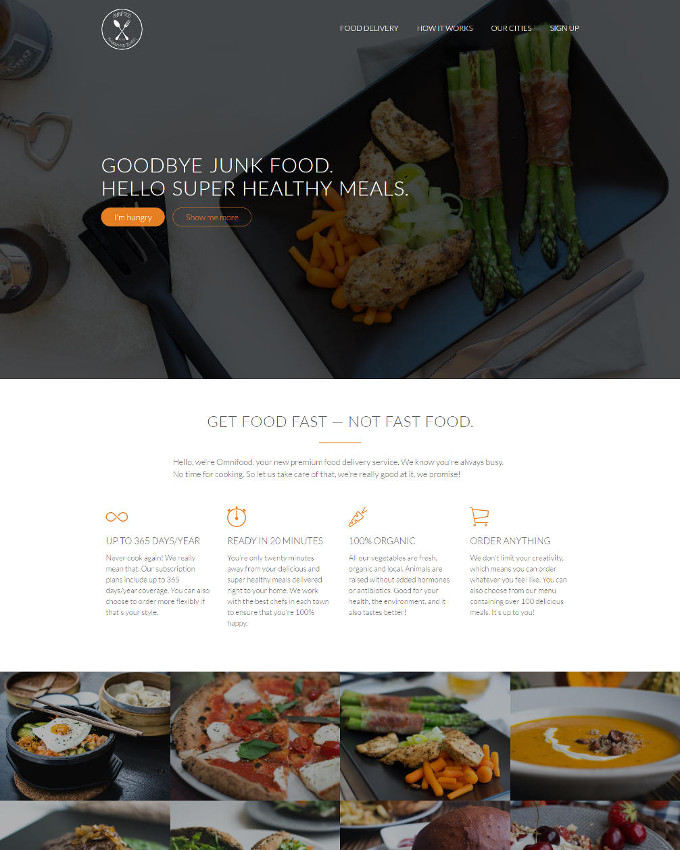 FOOD DELIVERY HOW IT WORKS OUR CITIES SIGN UP
GOODBYE JUNK FOOD.
HELLO SUPER HEALTHY MEALS.
I'm hungry Show me more
GET FOOD FAST — NOT FAST FOOD.
Hello, we're Omnifood, your new premium food delivery service. We know you're always busy.
No time for cooking. So let us take care of that, we're really good at it, we promise!
UP TO 365 DAYS/YEAR
Never cook again! We really
mean that. Our subscription
plans include up to 365
days/year coverage. You can also
choose to order more flexibly if
that's your style.
READY IN 20 MINUTES
You're only twenty minutes
away from your delicious and
super healthy meals delivered
right to your home. We work
with the best chefs in each town
to ensure that you're 100%
happy.
100% ORGANIC
All our vegetables are fresh,
organic and local. Animals are
raised without added hormones
or antibiotics. Good for your
health, the environment, and it
also tastes better!
ORDER ANYTHING
We don't limit your creativity,
which means you can order
whatever you feel like. You can
also choose from our menu
containing over 100 delicious
meals. It's up to you!